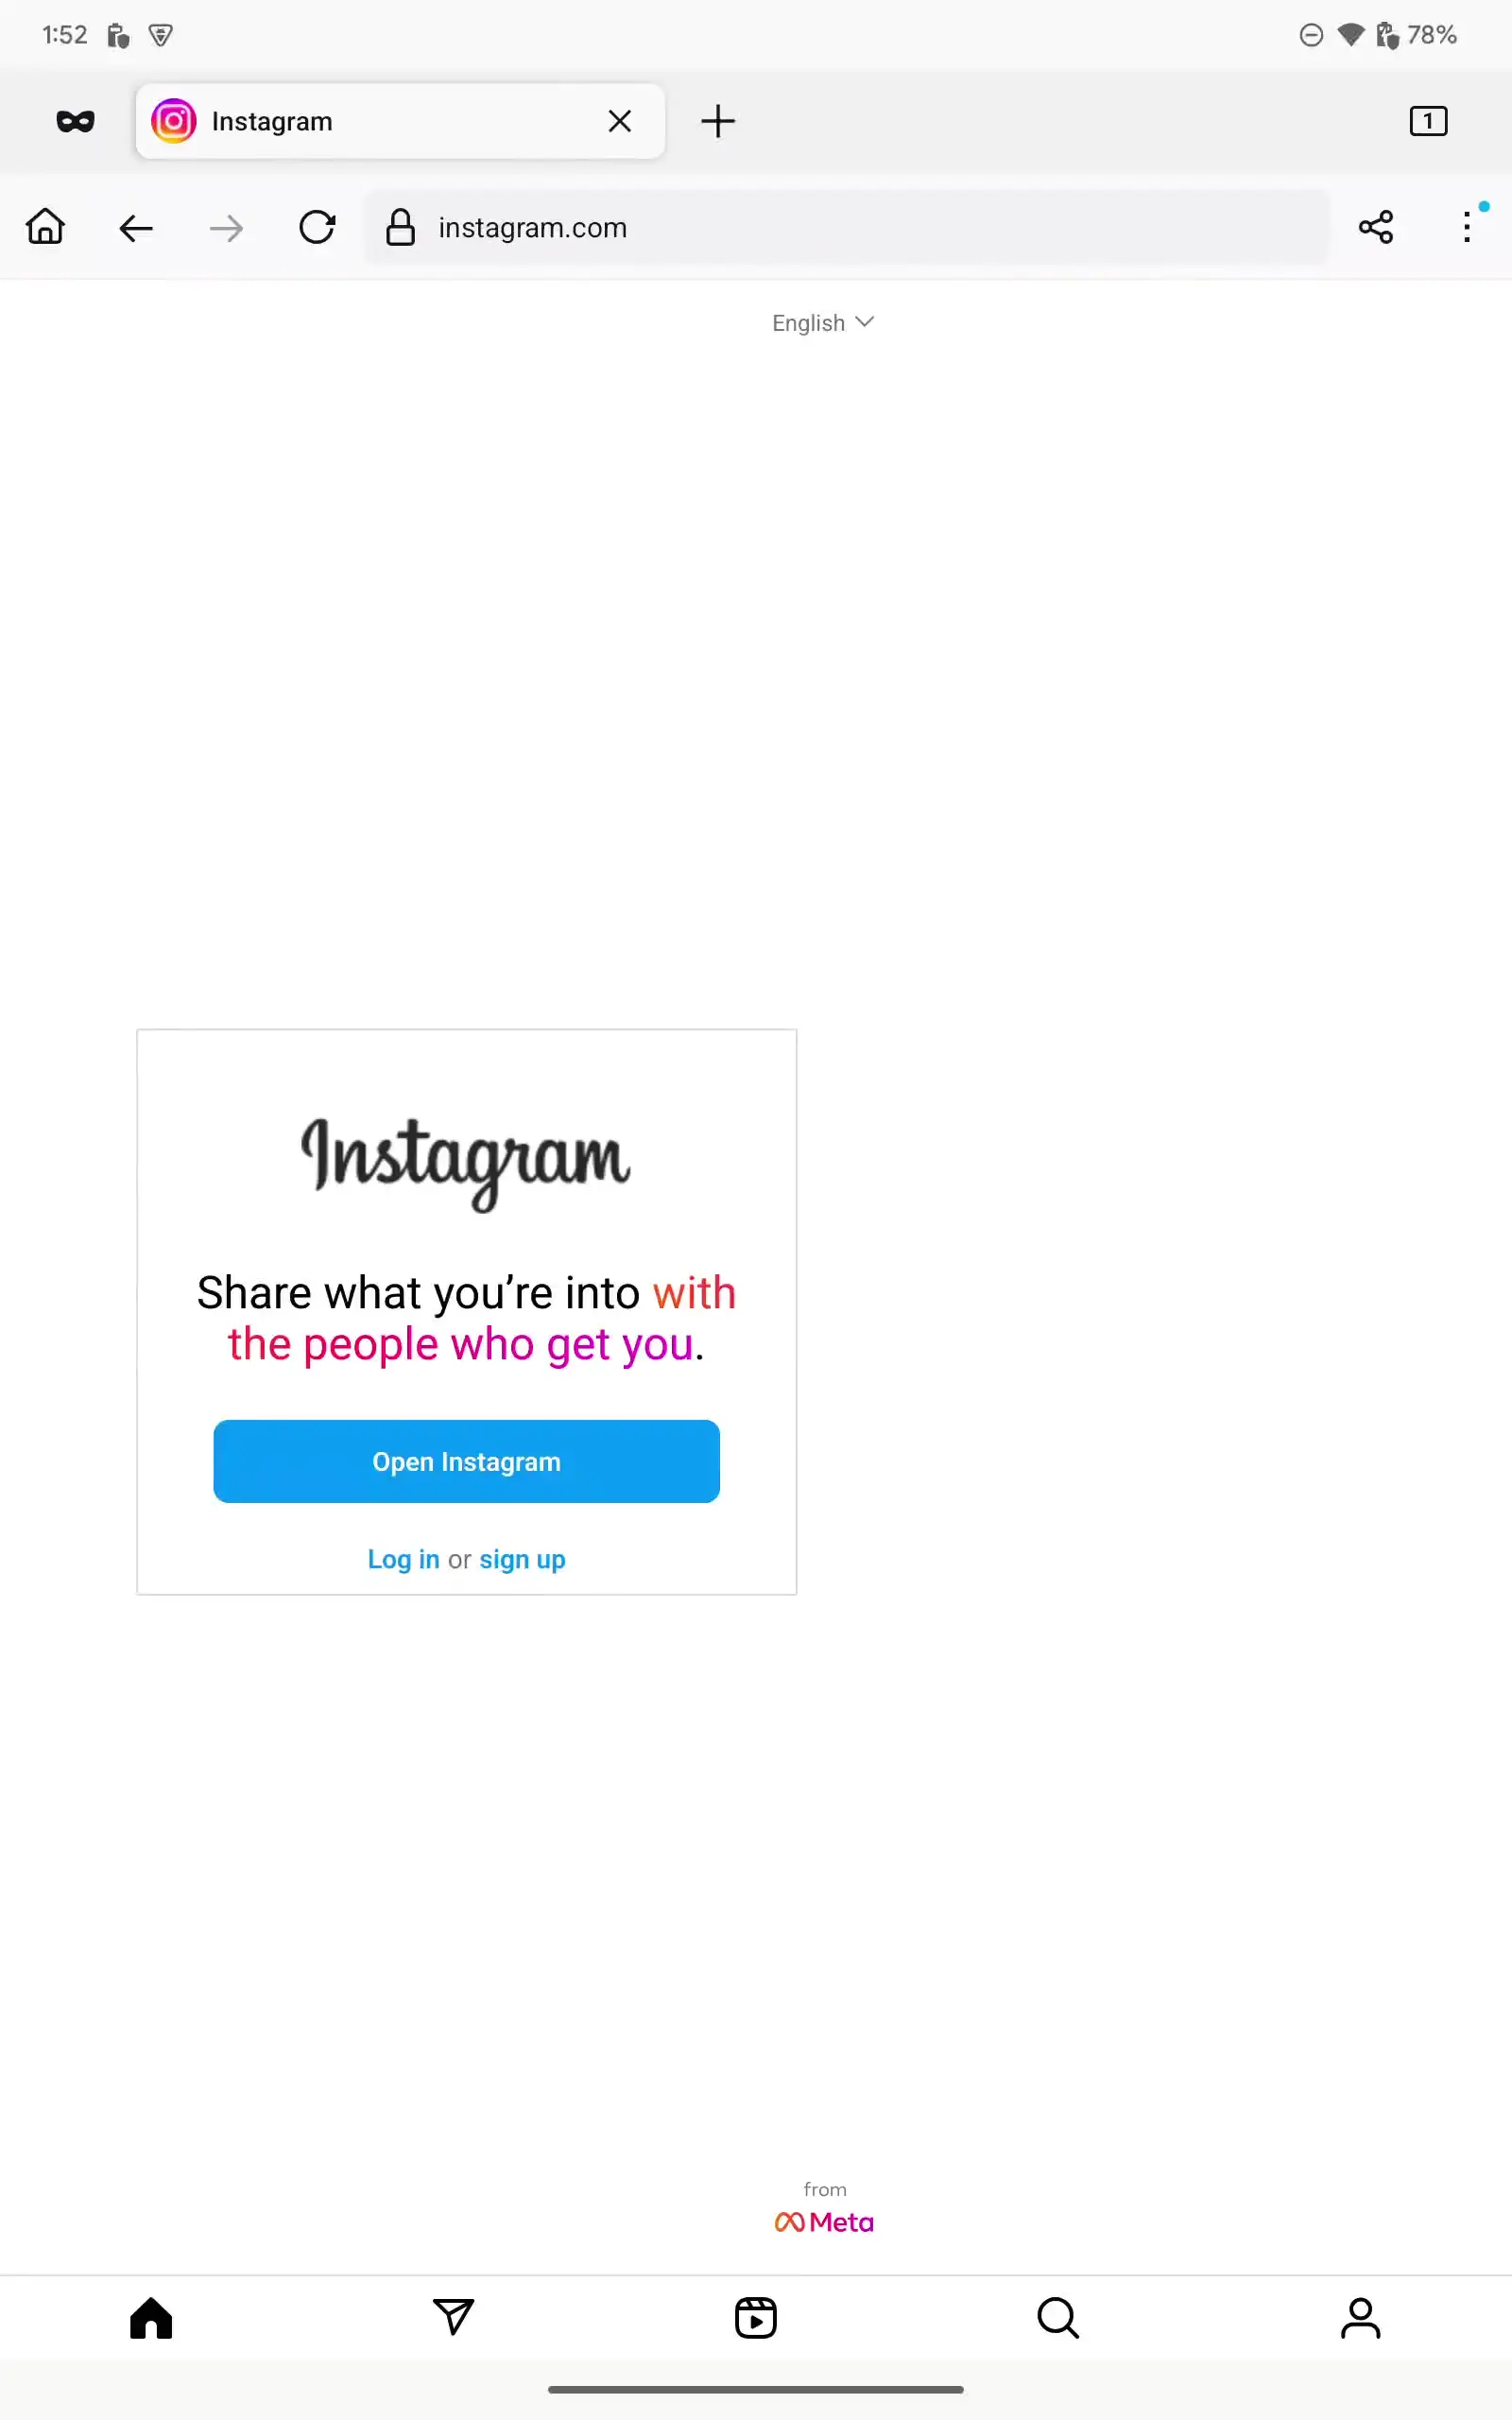 1:52
78%
Instagram
1
instagram.com
English
Instagram
Share what you’re into with
the people who get you.
Open Instagram
Log in or sign up
from
Meta